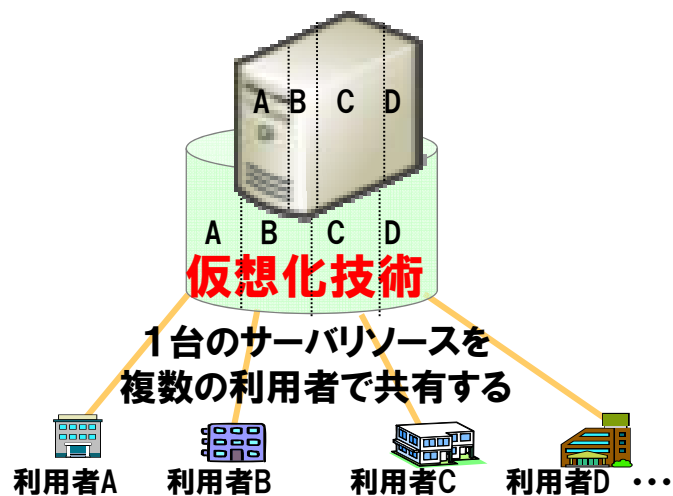 A B C D
A B C D
仮想化技術
１台のサーバリソースを
複数の利用者で共有する
利用者A 利用者B 利用者C 利用者D ･･･